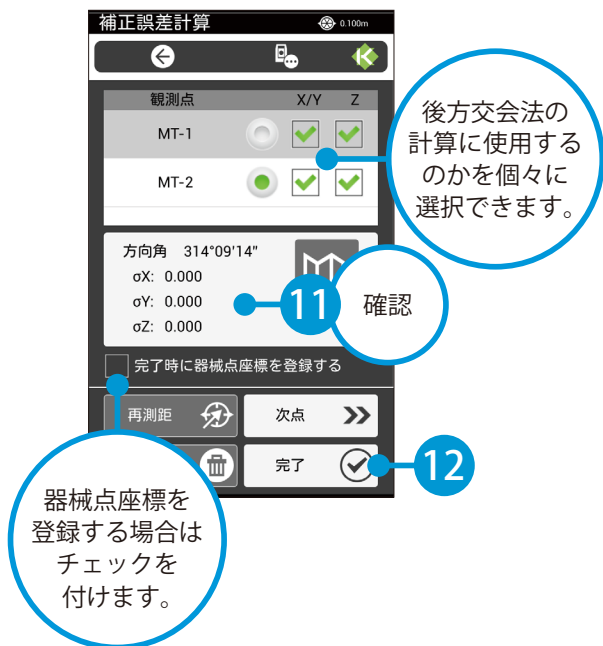 補正誤差計算 0.100m
観測点 X/Y Z
MT-1
MT-2
後方交会法の
計算に使用する
のかを個々に
選択できます。
方向角 314°09'14"
σX: 0.000
σY: 0.000
σZ: 0.000
11 確認
完了時に器械点座標を登録する
再測距 次点
完了 12
器械点座標を
登録する場合は
チェックを
付けます。